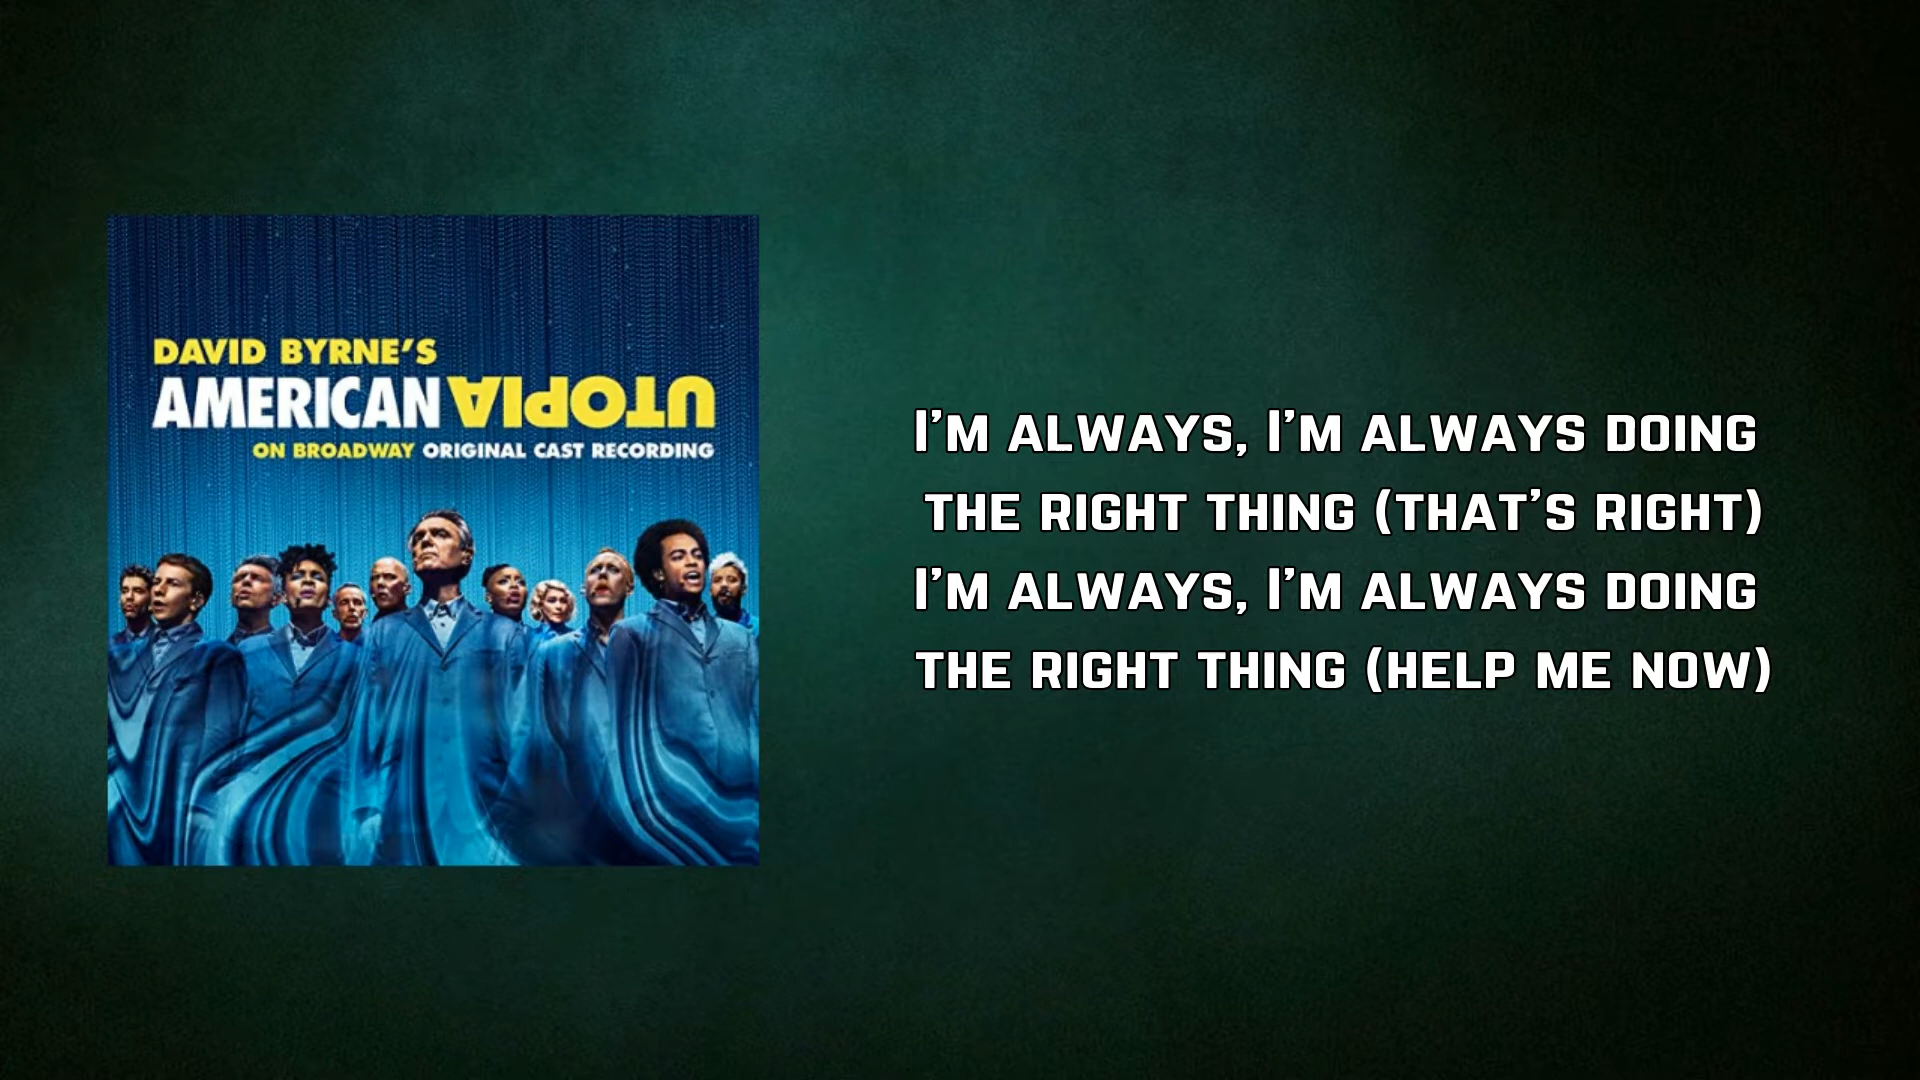 DAVID BYRNE'S
AMERICAN UTOPIA
ON BROADWAY ORIGINAL CAST RECORDING
I'M ALWAYS, I'M ALWAYS DOING
THE RIGHT THING (THAT'S RIGHT)
I'M ALWAYS, I'M ALWAYS DOING
THE RIGHT THING (HELP ME NOW)